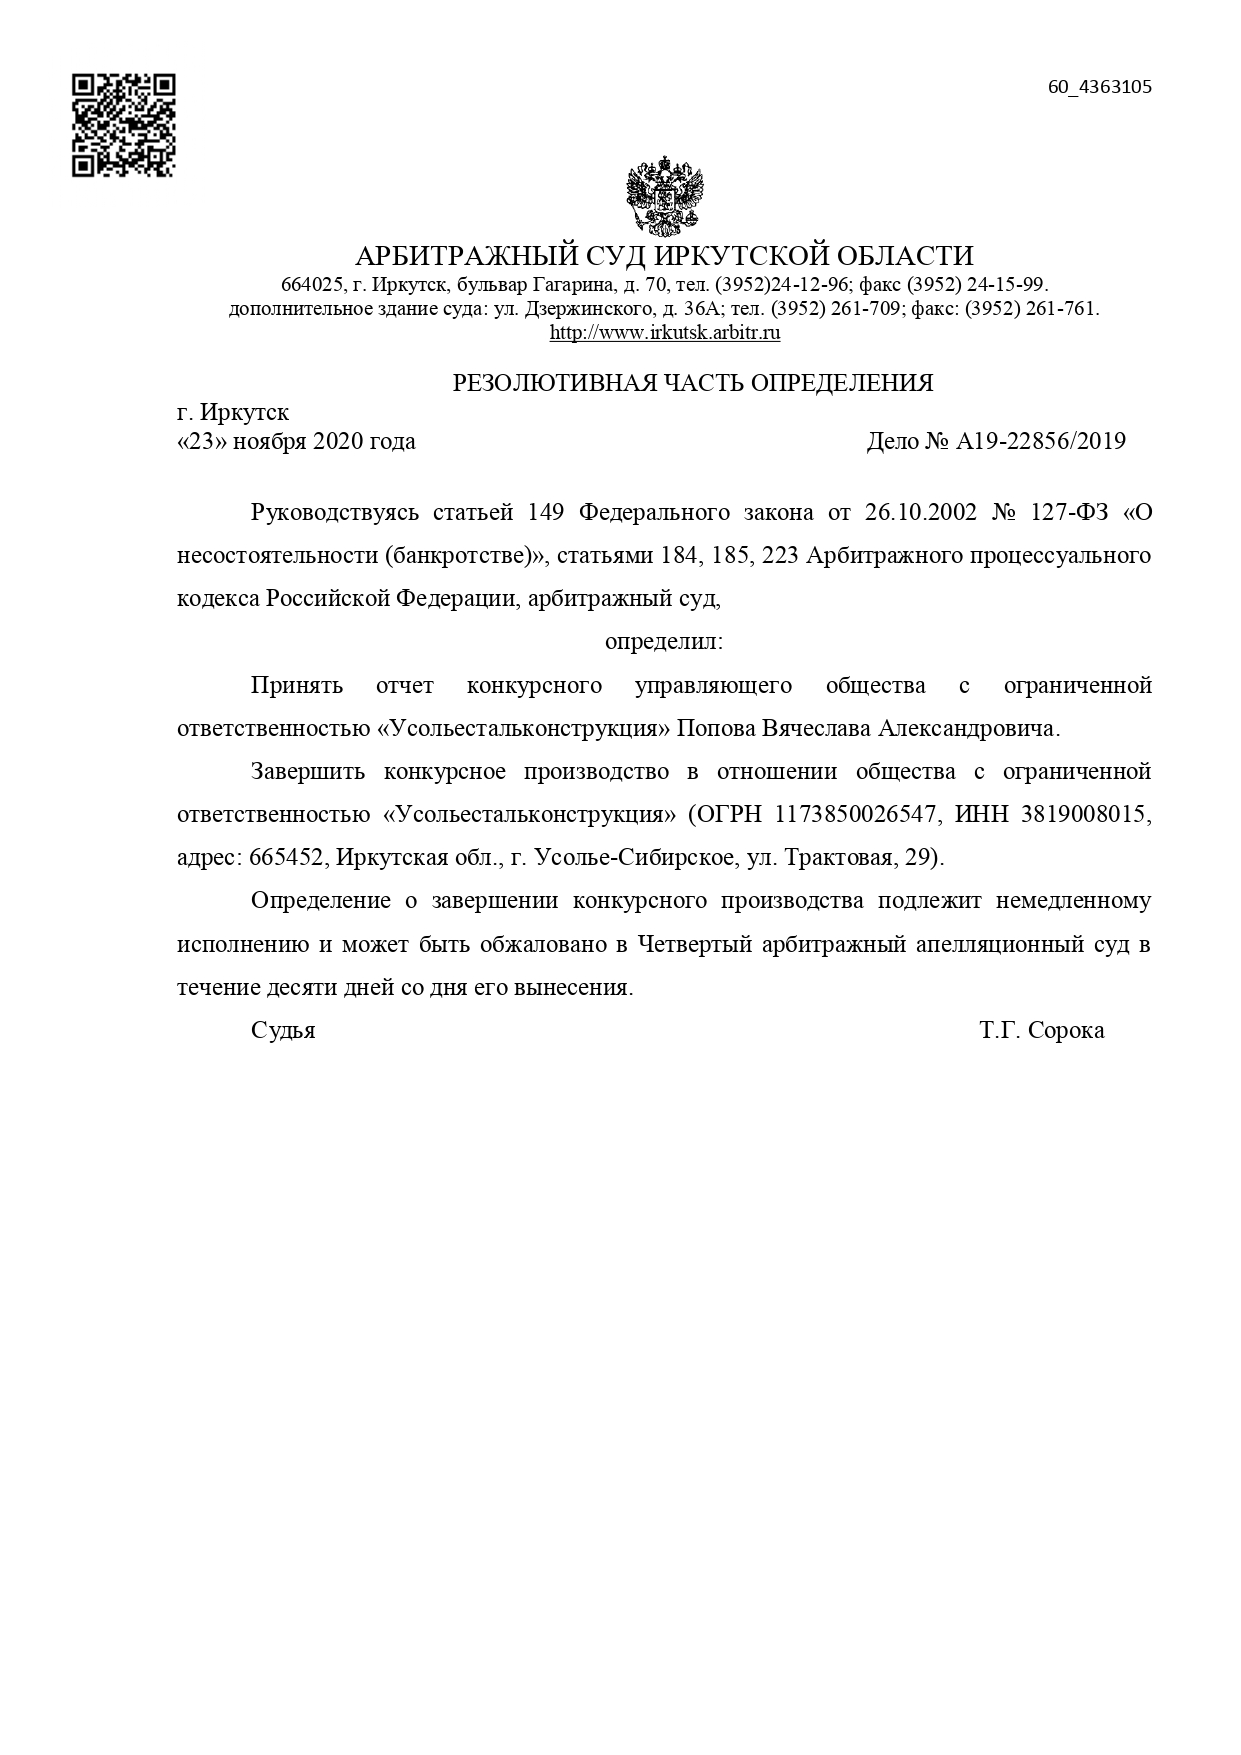 60_4363105
АРБИТРАЖНЫЙ СУД ИРКУТСКОЙ ОБЛАСТИ
664025, г. Иркутск, бульвар Гагарина, д. 70, тел. (3952)24-12-96; факс (3952) 24-15-99.
дополнительное здание суда: ул. Дзержинского, д. 36А; тел. (3952) 261-709; факс: (3952) 261-761.
http://www.irkutsk.arbitr.ru
РЕЗОЛЮТИВНАЯ ЧАСТЬ ОПРЕДЕЛЕНИЯ
г. Иркутск
«23» ноября 2020 года Дело № А19-22856/2019
Руководствуясь статьей 149 Федерального закона от 26.10.2002 № 127-ФЗ «О
несостоятельности (банкротстве)», статьями 184, 185, 223 Арбитражного процессуального
кодекса Российской Федерации, арбитражный суд,
определил:
Принять отчет конкурсного управляющего общества с ограниченной
ответственностью «Усольестальконструкция» Попова Вячеслава Александровича.
Завершить конкурсное производство в отношении общества с ограниченной
ответственностью «Усольестальконструкция» (ОГРН 1173850026547, ИНН 3819008015,
адрес: 665452, Иркутская обл., г. Усолье-Сибирское, ул. Трактовая, 29).
Определение о завершении конкурсного производства подлежит немедленному
исполнению и может быть обжаловано в Четвертый арбитражный апелляционный суд в
течение десяти дней со дня его вынесения.
Судья Т.Г. Сорока